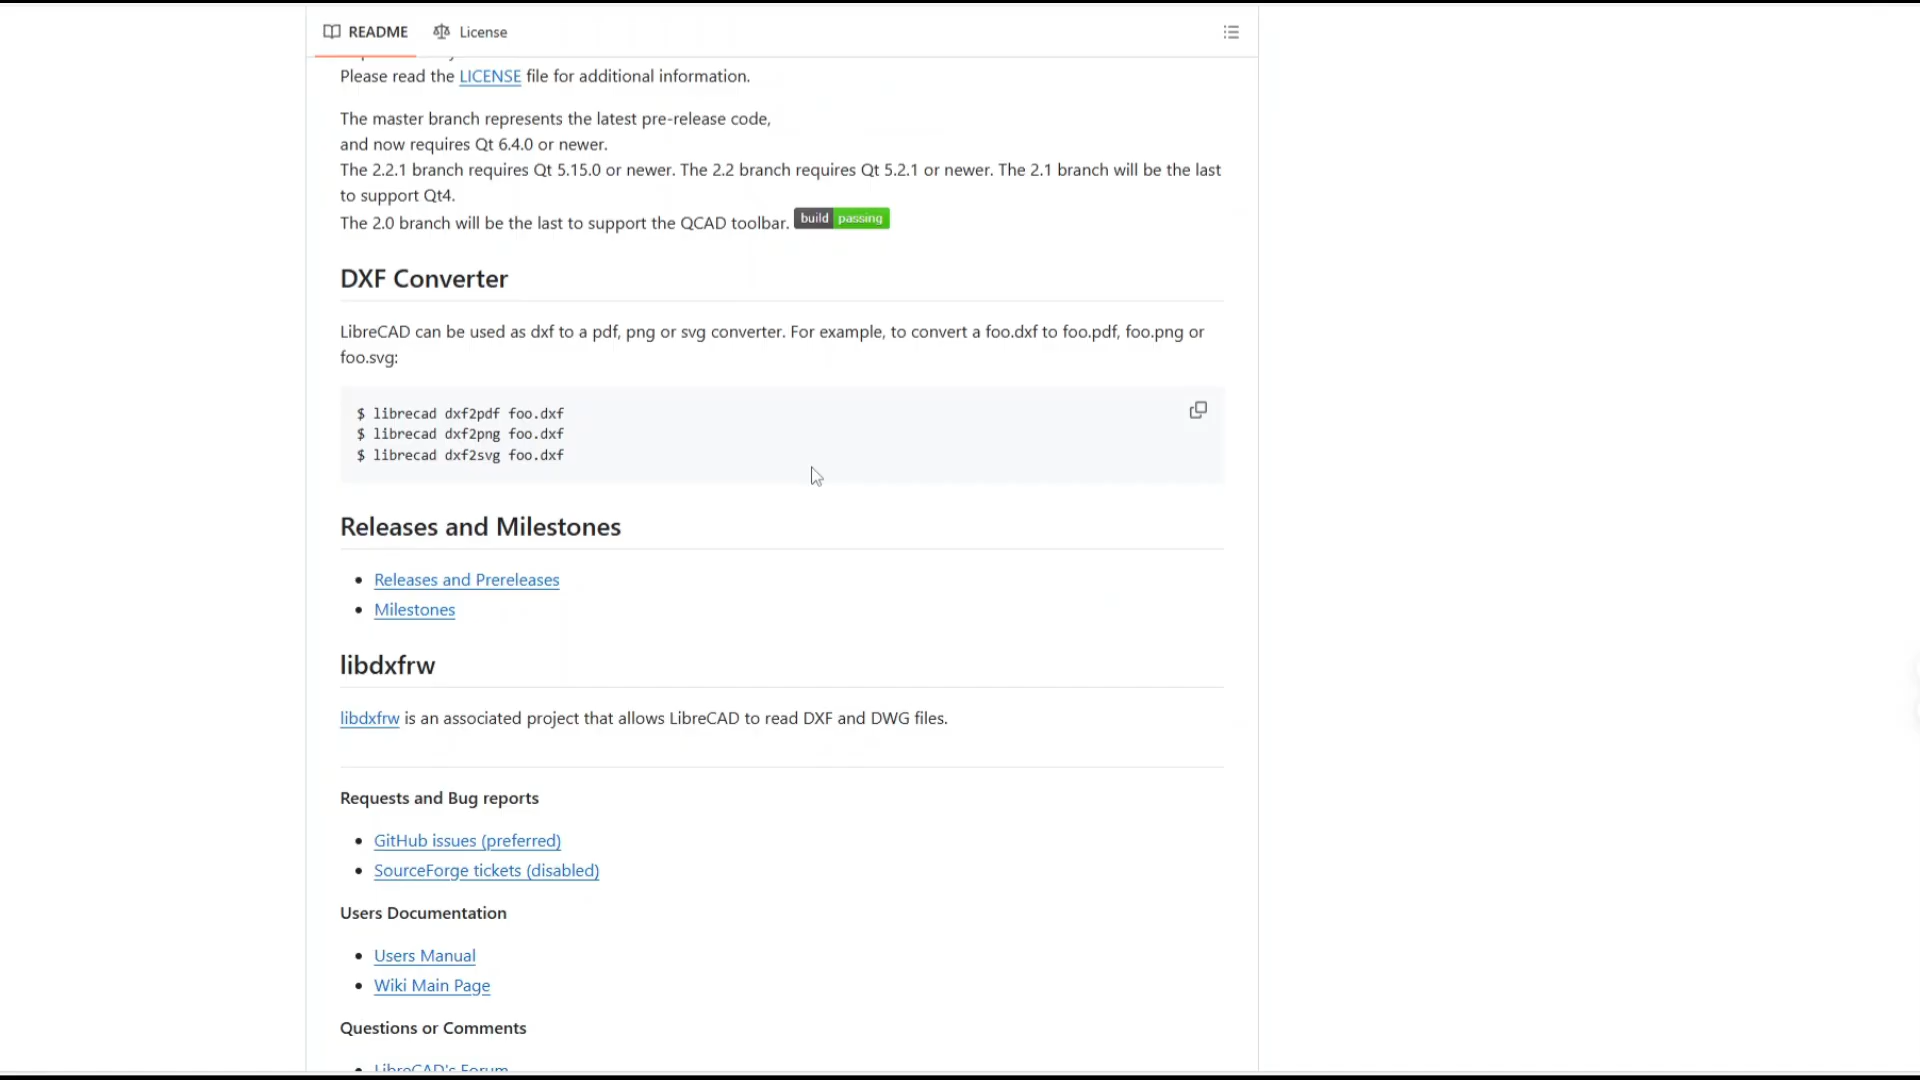 README License
Please read the LICENSE file for additional information.
The master branch represents the latest pre-release code,
and now requires Qt 6.4.0 or newer.
The 2.2.1 branch requires Qt 5.15.0 or newer. The 2.2 branch requires Qt 5.2.1 or newer. The 2.1 branch will be the last
to support Qt4.
The 2.0 branch will be the last to support the QCAD toolbar. build passing
DXF Converter
LibreCAD can be used as dxf to a pdf, png or svg converter. For example, to convert a foo.dxf to foo.pdf, foo.png or
foo.svg:
$ librecad dxf2pdf foo.dxf
$ librecad dxf2png foo.dxf
$ librecad dxf2svg foo.dxf
Releases and Milestones
Releases and Prereleases
Milestones
libdxfrw
libdxfrw is an associated project that allows LibreCAD to read DXF and DWG files.
Requests and Bug reports
GitHub issues (preferred)
SourceForge tickets (disabled)
Users Documentation
Users Manual
Wiki Main Page
Questions or Comments
LibreCAD's Forum